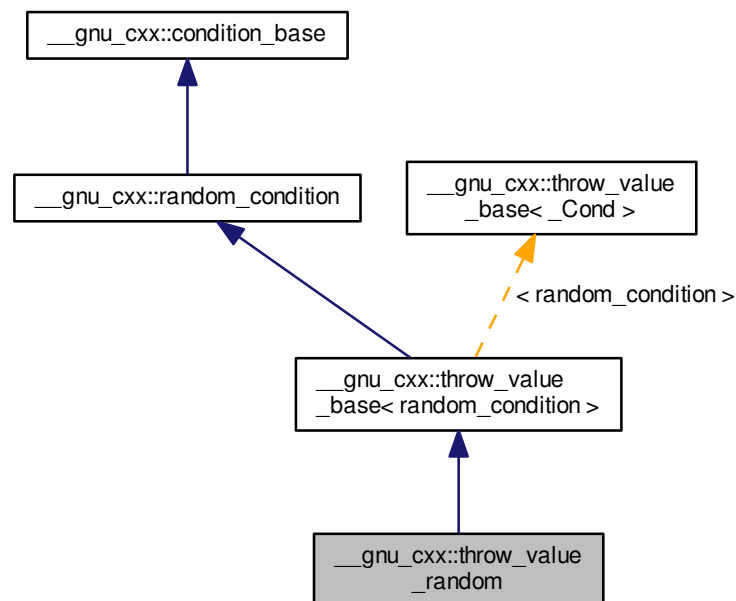 __gnu_cxx::condition_base
__gnu_cxx::random_condition
__gnu_cxx::throw_value
_base< _Cond >
< random_condition >
__gnu_cxx::throw_value
_base< random_condition >
__gnu_cxx::throw_value
_random